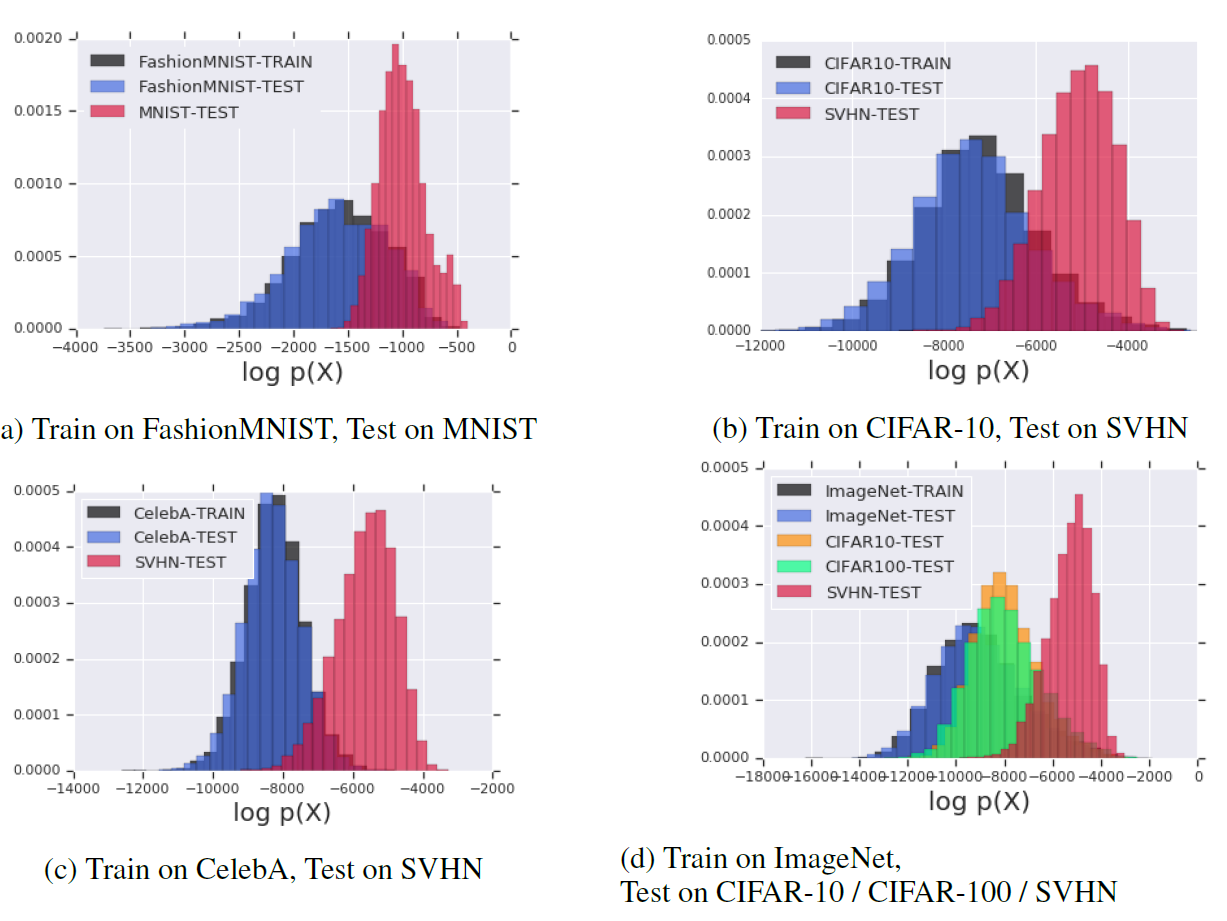 0.0020
0.0015
0.0010
0.0005
0.0000
FashionMNIST-TRAIN
FashionMNIST-TEST
MNIST-TEST
−4000 −3500 −3000 −2500 −2000 −1500 −1000 −500 0
log p(X)
a) Train on FashionMNIST, Test on MNIST
0.0005
0.0004
0.0003
0.0002
0.0001
0.0000
CIFAR10-TRAIN
CIFAR10-TEST
SVHN-TEST
−12000 −10000 −8000 −6000 −4000
log p(X)
(b) Train on CIFAR-10, Test on SVHN
0.0005
0.0004
0.0003
0.0002
0.0001
0.0000
CelebA-TRAIN
CelebA-TEST
SVHN-TEST
−14000 −12000 −10000 −8000 −6000 −4000 −2000
log p(X)
(c) Train on CelebA, Test on SVHN
0.0005
0.0004
0.0003
0.0002
0.0001
0.0000
ImageNet-TRAIN
ImageNet-TEST
CIFAR10-TEST
CIFAR100-TEST
SVHN-TEST
−18000 −16000 −14000 −12000 −10000 −8000 −6000 −4000 −2000 0
log p(X)
(d) Train on ImageNet,
Test on CIFAR-10 / CIFAR-100 / SVHN